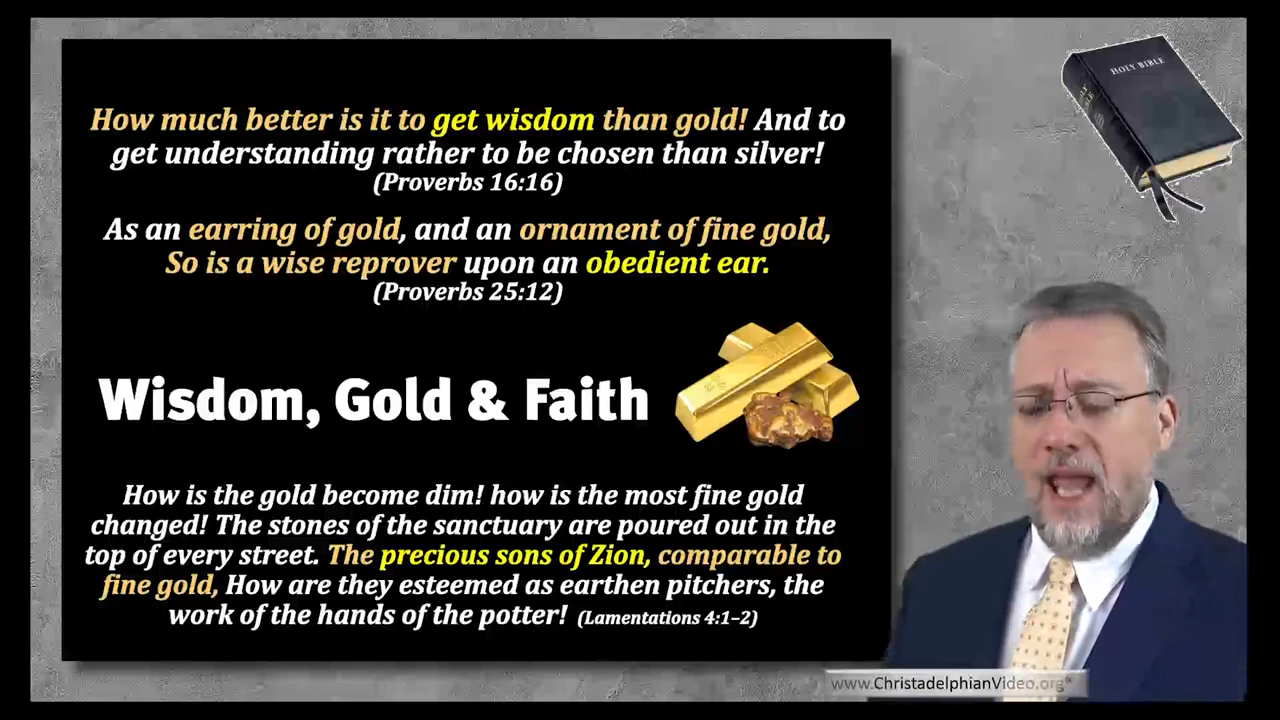 How much better is it to get wisdom than gold! And to
get understanding rather to be chosen than silver!
(Proverbs 16:16)
As an earring of gold, and an ornament of fine gold,
So is a wise reprover upon an obedient ear.
(Proverbs 25:12)
Wisdom, Gold & Faith
How is the gold become dim! how is the most fine gold
changed! The stones of the sanctuary are poured out in the
top of every street. The precious sons of Zion, comparable to
fine gold, How are they esteemed as earthen pitchers, the
work of the hands of the potter! (Lamentations 4:1–2)
HOLY BIBLE
www.ChristadelphianVideo.org